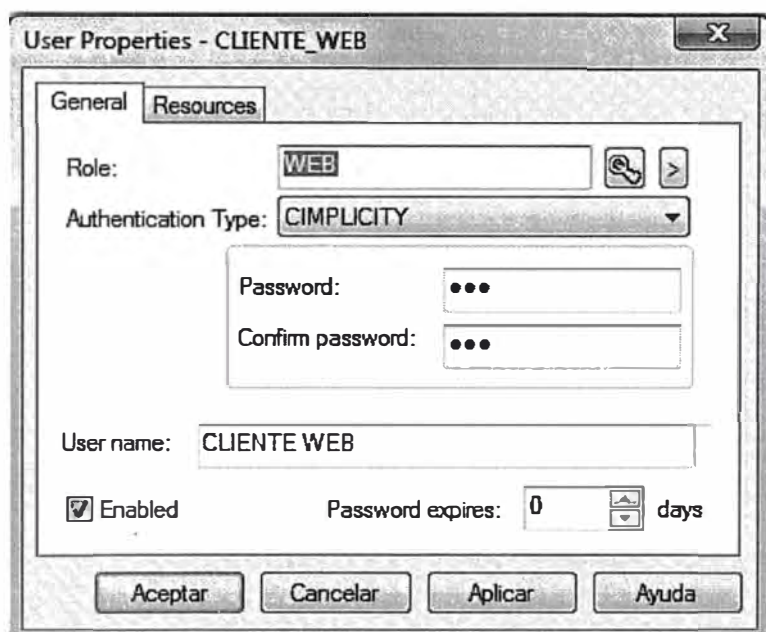 User Properties - CLIENTE_WEB
General Resources
Role: WEB >
Authentication Type: CIMPLICITY
Password: •••
Confirm password: •••
User name: CLIENTE WEB
Enabled Password expires: 0 days
Aceptar Cancelar Aplicar Ayuda